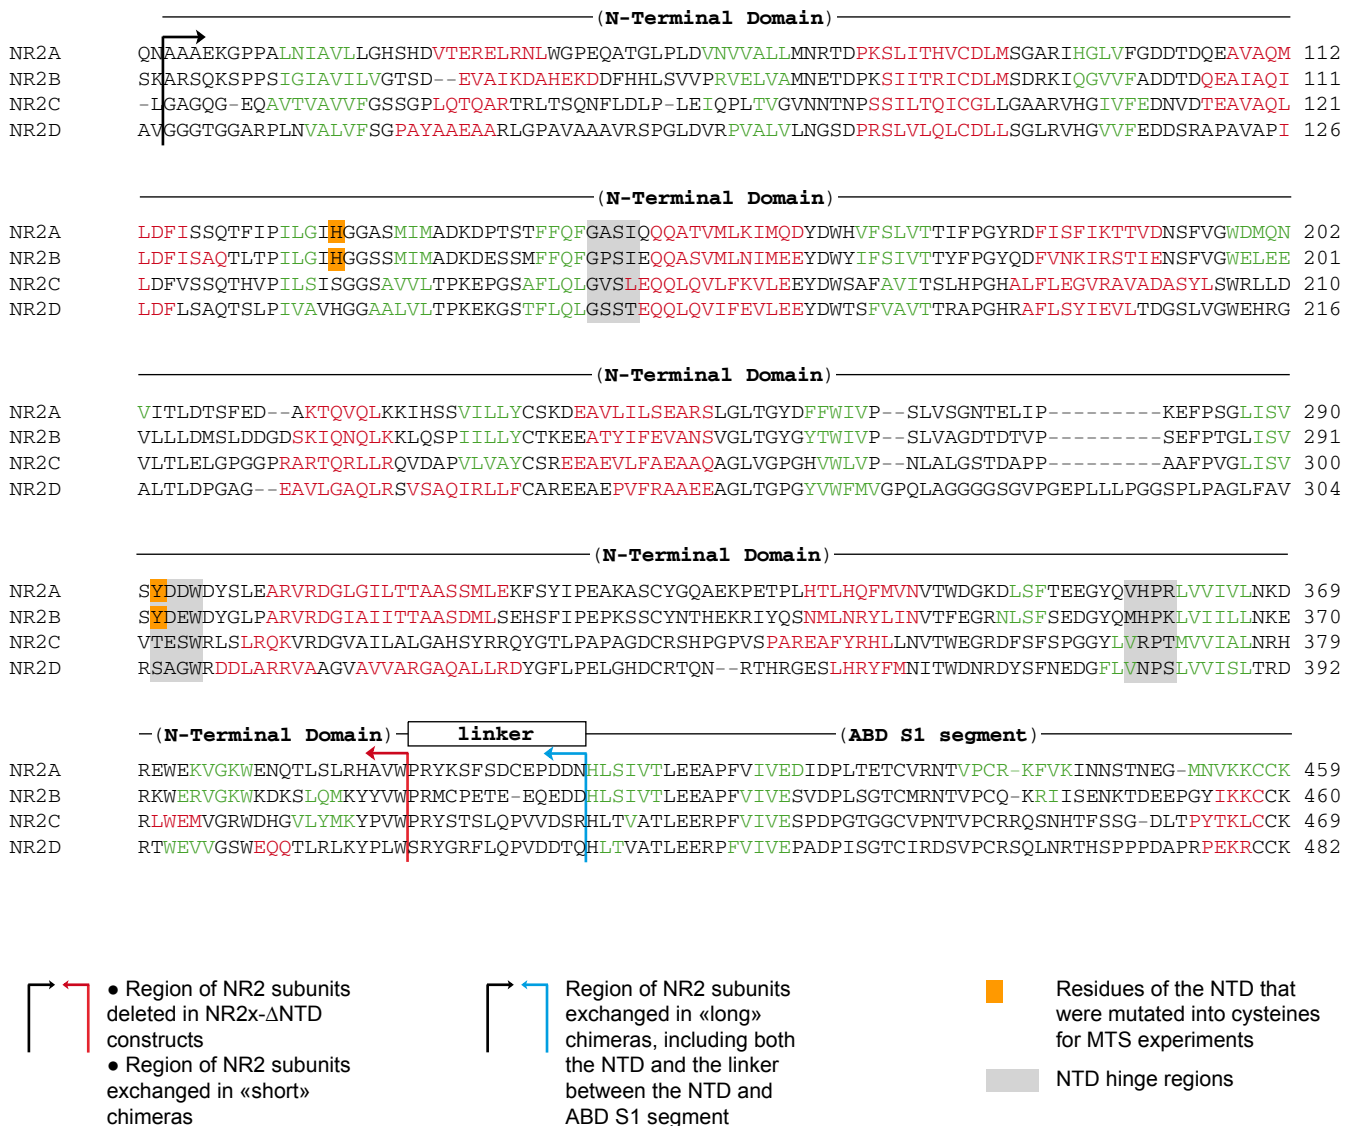 (N-Terminal Domain)
NR2A QNAAAEKGPPALNIAVLLGHSHDVTERELRNLWGPEQATGLPLDVNVVALLMNRTDPKSLITHVCDLMSGARIHGLVFGDDTDQEAVAQM 112
NR2B SKARSQKSPPSIGIAVILVGTSD--EVAIKDAHEKDDFHHLSVVPRVELVAMNETDPKSIITRICDLMSDRKIQGVVFADDTDQEAIAQI 111
NR2C -LGAGQG-EQAVTVAVVFGSSGPLQTQARTRLTSQNFLDLP-LEIQPLTVGVNNTNPSSILTQICGLLGAARVHGIVFEDNVDTEAVAQL 121
NR2D AVGGGTGGARPLNVALVFSGPAYAAEAARLGPAVAAAVRSPGLDVRPVALVLNGSDPRSLVLQLCDLLSGLRVHGVVFEDDSRAPAVAPI 126
(N-Terminal Domain)
NR2A LDFISSQTFIPILGIHGGASMIMADKDPTSTFFQFGASIQQQATVMLKIMQDYDWHVFSLVTTIFPGYRDFISFIKTTVDNSFVGWDMQN 202
NR2B LDFISAQTLTPILGIHGGSSMIMADKDESSMFFQFGPSIEQQASVMLNIMEEYDWYIFSIVTTYFPGYQDFVNKIRSTIENSFVGWELEE 201
NR2C LDFVSSQTHVPILSISGGSAVVLTPKEPGSAFLQLGVSLEQQLQVLFKVLEEYDWSAFAVITSLHPGHALFLEGVRAVADASYLSWRLLD 210
NR2D LDFLSAQTSLPIVAVHGGAALVLTPKEKGSTFLQLGSSTEQQLQVIFEVLEEYDWTSFVAVTTRAPGHRAFLSYIEVLTDGSLVGWEHRG 216
(N-Terminal Domain)
NR2A VITLDTSFED--AKTQVQLKKIHSSVILLYCSKDEAVLILSEARSLGLTGYDFFWIVP--SLVSGNTELIP---------KEFPSGLISV 290
NR2B VLLLDMSLDDGDSKIQNQLKKLQSPIILLYCTKEEATYIFEVANSVGLTGYGYTWIVP--SLVAGDTDTVP---------SEFPTGLISV 291
NR2C VLTLELGPGGPRARTQRLLRQVDAPVLVAYCSREEAEVLFAEAAQAGLVGPGHVWLVP--NLALGSTDAPP---------AAFPVGLISV 300
NR2D ALTLDPGAG--EAVLGAQLRSVSAQIRLLFCAREEAEPVFRAAEEAGLTGPGYVWFMVGPQLAGGGGSGVPGEPLLLPGGSPLPAGLFAV 304
(N-Terminal Domain)
NR2A SYDDWDYSLEARVRDGLGILTTAASSMLEKFSYIPEAKASCYGQAEKPETPLHTLHQFMVNVTWDGKDLSFTEEGYQVHPRLVVIVLNKD 369
NR2B SYDEWDYGLPARVRDGIAIITTAASDMLSEHSFIPEPKSSCYNTHEKRIYQSNMLNRYLINVTFEGRNLSFSEDGYQMHPKLVIILLNKE 370
NR2C VTESWRLSLRQKVRDGVAILALGAHSYRRQYGTLPAPAGDCRSHPGPVSPAREAFYRHLLNVTWEGRDFSFSPGGYLVRPTMVVIALNRH 379
NR2D RSAGWRDDLARRVAAGVAVVARGAQALLRDYGFLPELGHDCRTQN--RTHRGESLHRYFMNITWDNRDYSFNEDGFLVNPSLVVISLTRD 392
(N-Terminal Domain) linker (ABD S1 segment)
NR2A REWEKVGKWENQTLSLRHAVWPRYKSFSDCEPDDNHLSIVTLEEAPFVIVEDIDPLTETCVRNTVPCR-KFVKINNSTNEG-MNVKKCCK 459
NR2B RKWERVGKWKDKSLQMKYYVWPRMCPETE-EQEDDHLSIVTLEEAPFVIVESVDPLSGTCMRNTVPCQ-KRIISENKTDEEPGYIKKCCK 460
NR2C RLWEMVGRWDHGVLYMKYPVWPRYSTSLQPVVDSRHLTVATLEERPFVIVESPDPGTGGCVPNTVPCRRQSNHTFSSG-DLTPYTKLCCK 469
NR2D RTWEVVGSWEQQTLRLKYPLWSRYGRFLQPVDDTQHLTVATLEERPFVIVEPADPISGTCIRDSVPCRSQLNRTHSPPPDAPRPEKRCCK 482
● Region of NR2 subunits
deleted in NR2x-ΔNTD
constructs
● Region of NR2 subunits
exchanged in «short»
chimeras
Region of NR2 subunits
exchanged in «long»
chimeras, including both
the NTD and the linker
between the NTD and
ABD S1 segment
Residues of the NTD that
were mutated into cysteines
for MTS experiments
NTD hinge regions